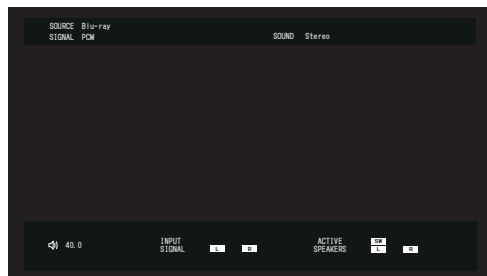 SOURCE Blu-ray
SIGNAL PCM
SOUND Stereo
40.0
INPUT SIGNAL
L R
ACTIVE SPEAKERS
SW
L R